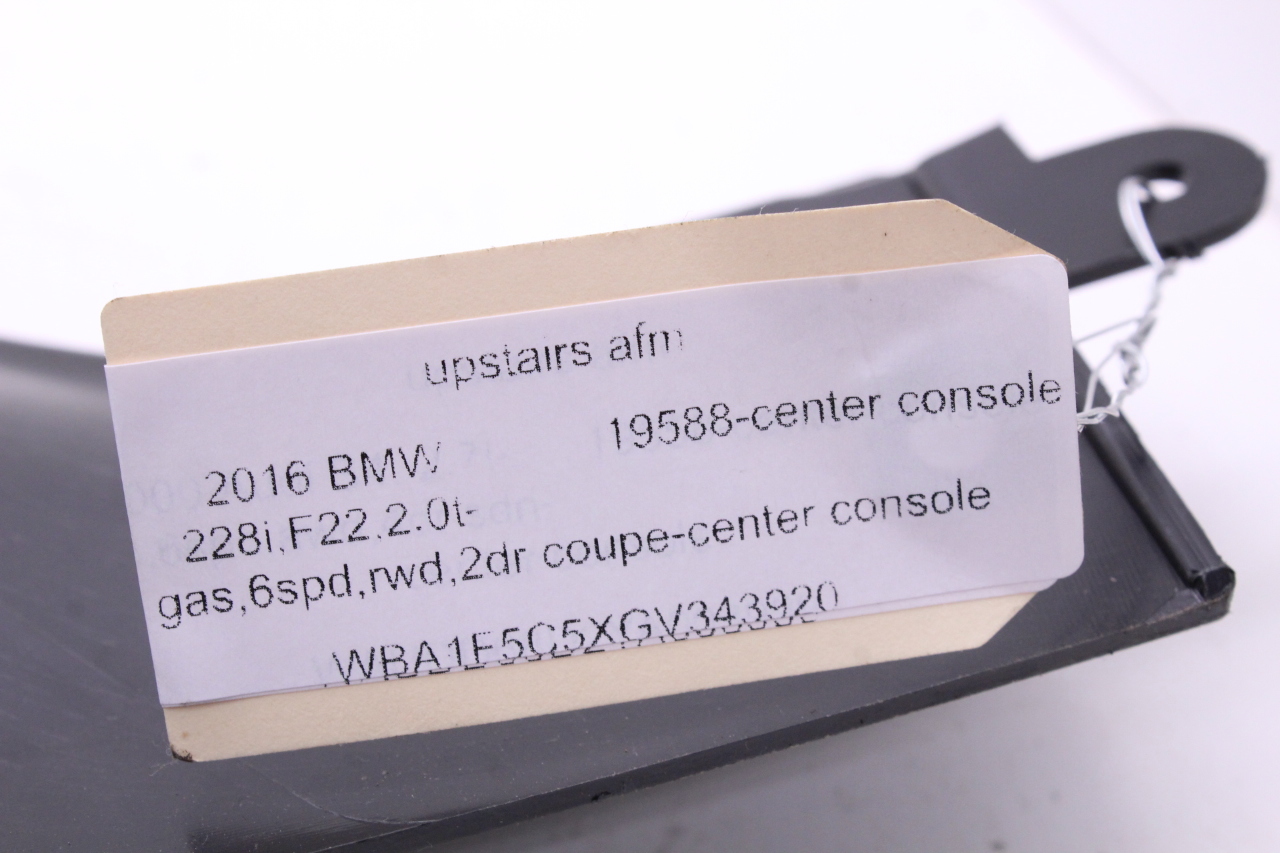 upstairs afm
19588-center console
2016 BMW
228i,F22,2.0t-
gas,6spd,rwd,2dr coupe-center console
WBA1F5C5XGV343920